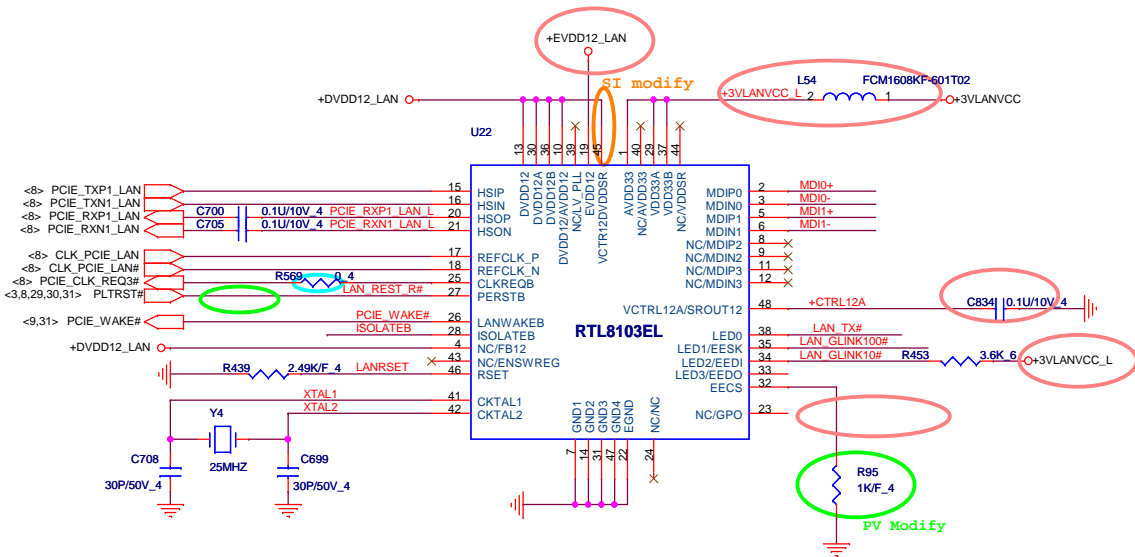 +EVDD12_LAN
SI modify
L54 FCM1608KF-601T02
+DVDD12_LAN
+3VLANVCC_L 2 1 +3VLANVCC
U22
13 30 36 10 39 19 45 1 40 29 37 44
DVDD12
DVDD12A
DVDD12B
DVDD12/AVDD12
NC/LV_PLL
EVDD12
VCTR12DVDDSR
AVDD33
NC/AVDD33
VDD33A
VDD33B
NC/VDDSR
<8> PCIE_TXP1_LAN 15 HSIP
<8> PCIE_TXN1_LAN 16 HSIN
<8> PCIE_RXP1_LAN C700 0.1U/10V_4 PCIE_RXP1_LAN_L 20 HSOP
<8> PCIE_RXN1_LAN C705 0.1U/10V_4 PCIE_RXN1_LAN_L 21 HSON
<8> CLK_PCIE_LAN 17 REFCLK_P
<8> CLK_PCIE_LAN# 18 REFCLK_N
<8> PCIE_CLK_REQ3# R569 0_4 25 CLKREQB
<3,8,29,30,31> PLTRST# LAN_REST_R# 27 PERSTB
<9,31> PCIE_WAKE# PCIE_WAKE# 26 LANWAKEB
ISOLATEB 28 ISOLATEB
+DVDD12_LAN 4 NC/FB12
43 NC/ENSWREG
R439 2.49K/F_4 LANRSET 46 RSET
XTAL1 41 CKTAL1
XTAL2 42 CKTAL2
Y4
25MHZ
C708
30P/50V_4
C699
30P/50V_4
RTL8103EL
MDIP0 2 MDI0+
MDIN0 3 MDI0-
MDIP1 5 MDI1+
MDIN1 6 MDI1-
NC/MDIP2 8
NC/MDIN2 9
NC/MDIP3 11
NC/MDIN3 12
VCTRL12A/SROUT12 48 +CTRL12A C834 0.1U/10V_4
LED0 38 LAN_TX#
LED1/EESK 35 LAN_GLINK100#
LED2/EEDI 34 LAN_GLINK10# R453 3.6K_6 +3VLANVCC_L
LED3/EEDO 33
EECS 32
NC/GPO 23
GND1
GND2
GND3
GND4
EGND
NC/NC
7 14 31 47 22 24
R95
1K/F_4
PV Modify